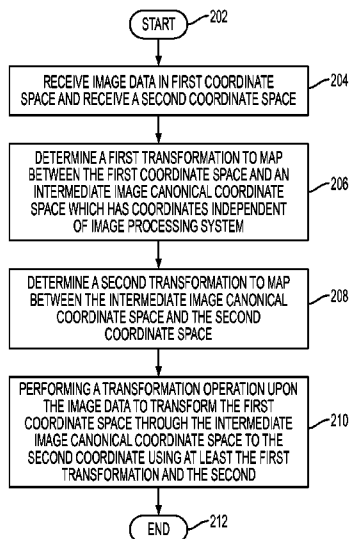 START
202
RECEIVE IMAGE DATA IN FIRST COORDINATE
SPACE AND RECEIVE A SECOND COORDINATE SPACE
204
DETERMINE A FIRST TRANSFORMATION TO MAP
BETWEEN THE FIRST COORDINATE SPACE AND AN
INTERMEDIATE IMAGE CANONICAL COORDINATE
SPACE WHICH HAS COORDINATES INDEPENDENT
OF IMAGE PROCESSING SYSTEM
206
DETERMINE A SECOND TRANSFORMATION TO MAP
BETWEEN THE INTERMEDIATE IMAGE CANONICAL
COORDINATE SPACE AND THE SECOND
COORDINATE SPACE
208
PERFORMING A TRANSFORMATION OPERATION UPON
THE IMAGE DATA TO TRANSFORM THE FIRST
COORDINATE SPACE THROUGH THE INTERMEDIATE
IMAGE CANONICAL COORDINATE SPACE TO THE
SECOND COORDINATE USING AT LEAST THE FIRST
TRANSFORMATION AND THE SECOND
210
END
212